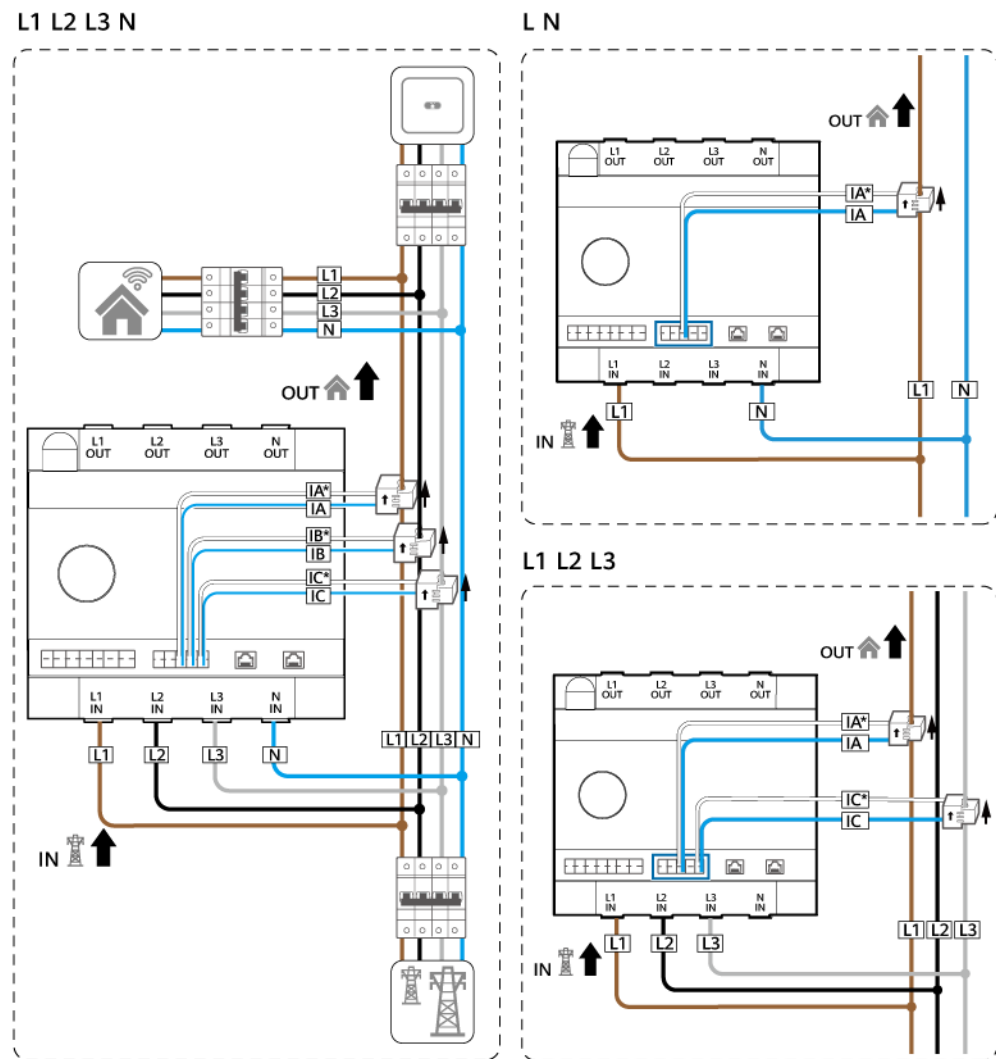 L1 L2 L3 N
L1
L2
L3
N
OUT
L1 OUT
L2 OUT
L3 OUT
N OUT
IA*
IA
IB*
IB
IC*
IC
L1 IN
L2 IN
L3 IN
N IN
L1 L2 L3 N
L1 L2 L3 N
IN
L N
OUT
L1 OUT
L2 OUT
L3 OUT
N OUT
IA*
IA
L1 IN
L2 IN
L3 IN
N IN
L1 N
L1 N
IN
L1 L2 L3
OUT
L1 OUT
L2 OUT
L3 OUT
N OUT
IA*
IA
IC*
IC
L1 IN
L2 IN
L3 IN
N IN
L1 L2 L3
L1 L2 L3
IN